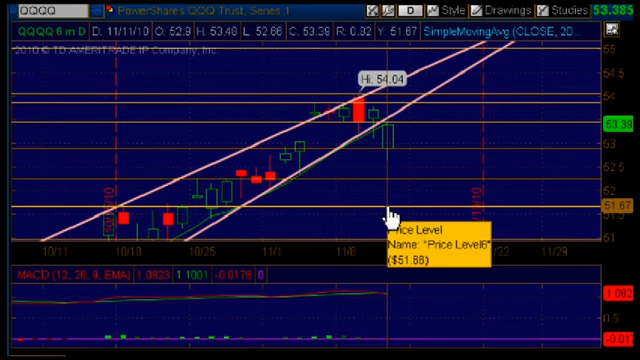 QQQQ PowerShares QQQ Trust, Series 1 D Style Drawings Studies 53.385
QQQQ 6 m D D: 11/11/10 O: 52.9 H: 53.48 L: 52.66 C: 53.39 R: 0.82 Y: 51.67 SimpleMovingAvg (CLOSE, 20...
2010 © TD AMERITRADE IP Company, Inc.
55
54.5
Hi: 54.04
54
53.39
53
52.5
52
51.67
51
Price Level
Name: "Price Level6"
($51.66)
10/11 10/18 10/25 11/1 11/8 11/22 11/29
MACD (12, 26, 9, EMA) 1.0823 1.1001 -0.0178 0
1.082
0.5
-0.01